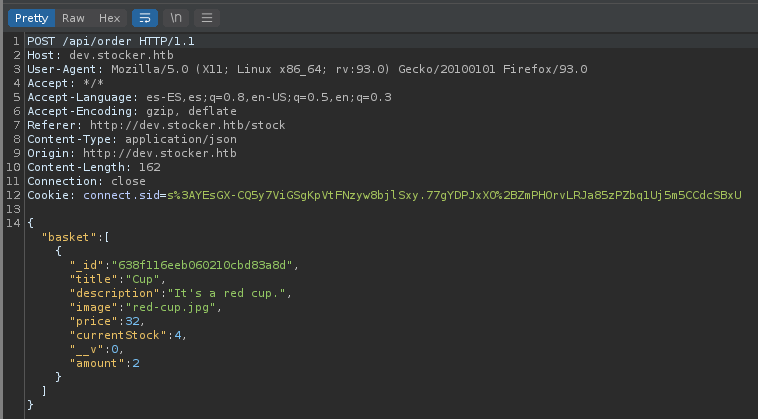 Pretty Raw Hex \n
1 POST /api/order HTTP/1.1
2 Host: dev.stocker.htb
3 User-Agent: Mozilla/5.0 (X11; Linux x86_64; rv:93.0) Gecko/20100101 Firefox/93.0
4 Accept: */*
5 Accept-Language: es-ES,es;q=0.8,en-US;q=0.5,en;q=0.3
6 Accept-Encoding: gzip, deflate
7 Referer: http://dev.stocker.htb/stock
8 Content-Type: application/json
9 Origin: http://dev.stocker.htb
10 Content-Length: 162
11 Connection: close
12 Cookie: connect.sid=s%3AYEsGX-CQ5y7ViGSgKpVtFNzyw8bjlSxy.77gYDPJxXO%2BZmPHOrvLRJa85zPZbq1Uj5m5CCdcSBxU
13
14 {
"basket":[
{
"_id":"638f116eeb060210cbd83a8d",
"title":"Cup",
"description":"It's a red cup.",
"image":"red-cup.jpg",
"price":32,
"currentStock":4,
"__v":0,
"amount":2
}
]
}